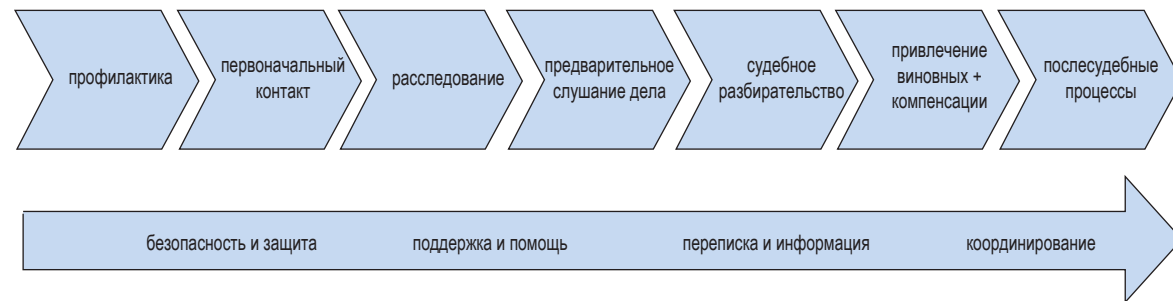 профилактика
первоначальный
контакт
расследование
предварительное
слушание дела
судебное
разбирательство
привлечение
виновных +
компенсации
послесудебные
процессы
безопасность и защита
поддержка и помощь
переписка и информация
координирование